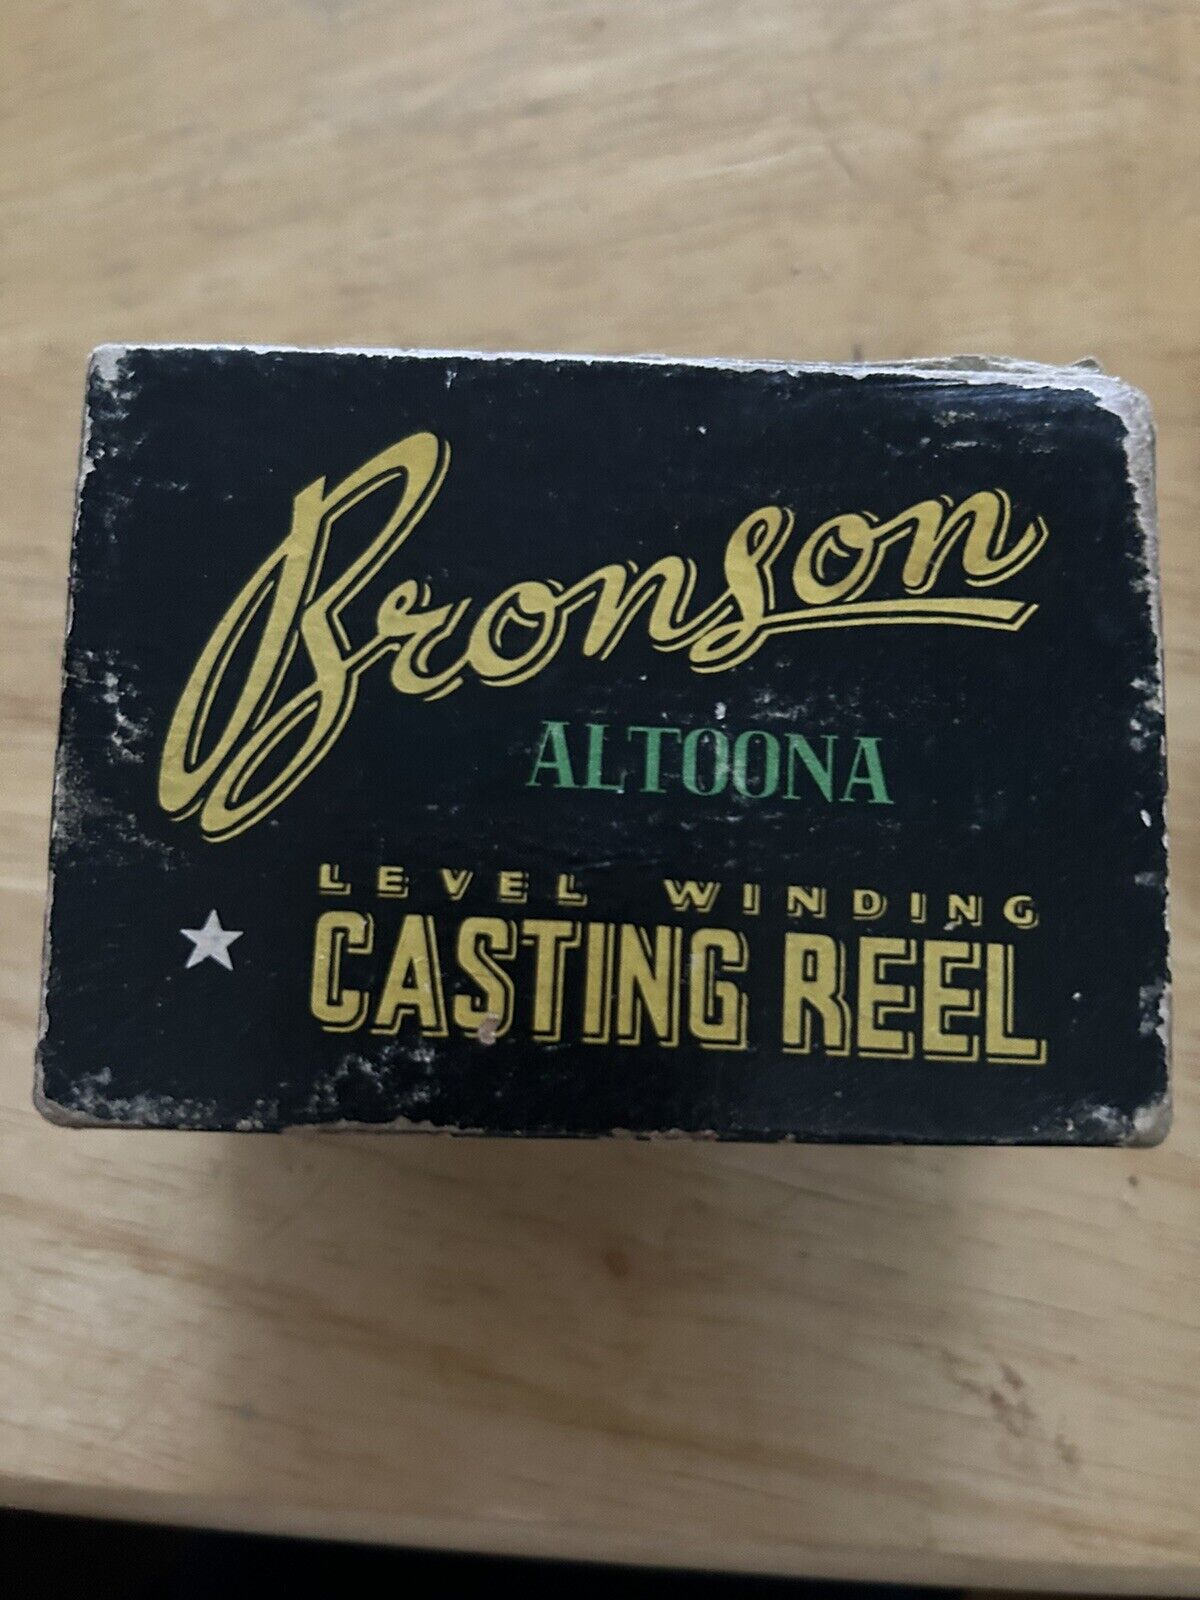 Bronson
ALTOONA
LEVEL WINDING
CASTING REEL